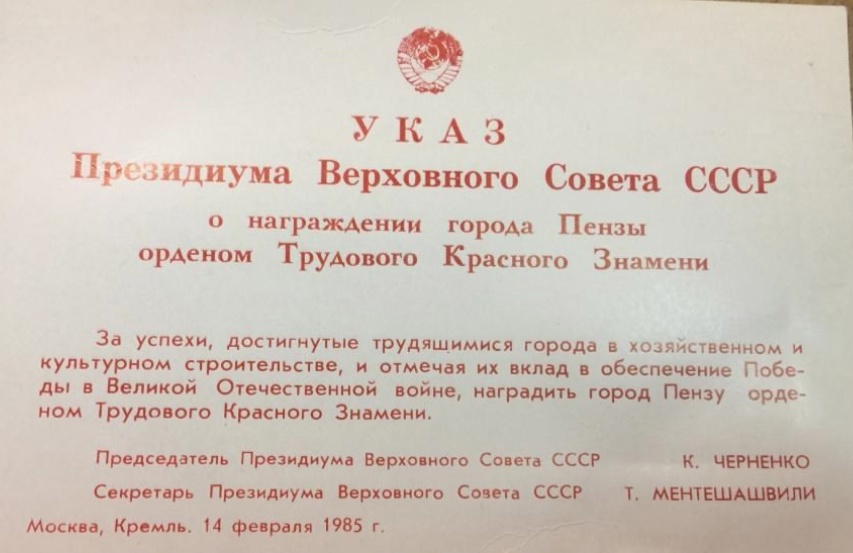 УКАЗ
Президиума Верховного Совета СССР
о награждении города Пензы
орденом Трудового Красного Знамени
За успехи, достигнутые трудящимися города в хозяйственном и
культурном строительстве, и отмечая их вклад в обеспечение Побе-
ды в Великой Отечественной войне, наградить город Пензу орде-
ном Трудового Красного Знамени.
Председатель Президиума Верховного Совета СССР К. ЧЕРНЕНКО
Секретарь Президиума Верховного Совета СССР Т. МЕНТЕШАШВИЛИ
Москва, Кремль. 14 февраля 1985 г.